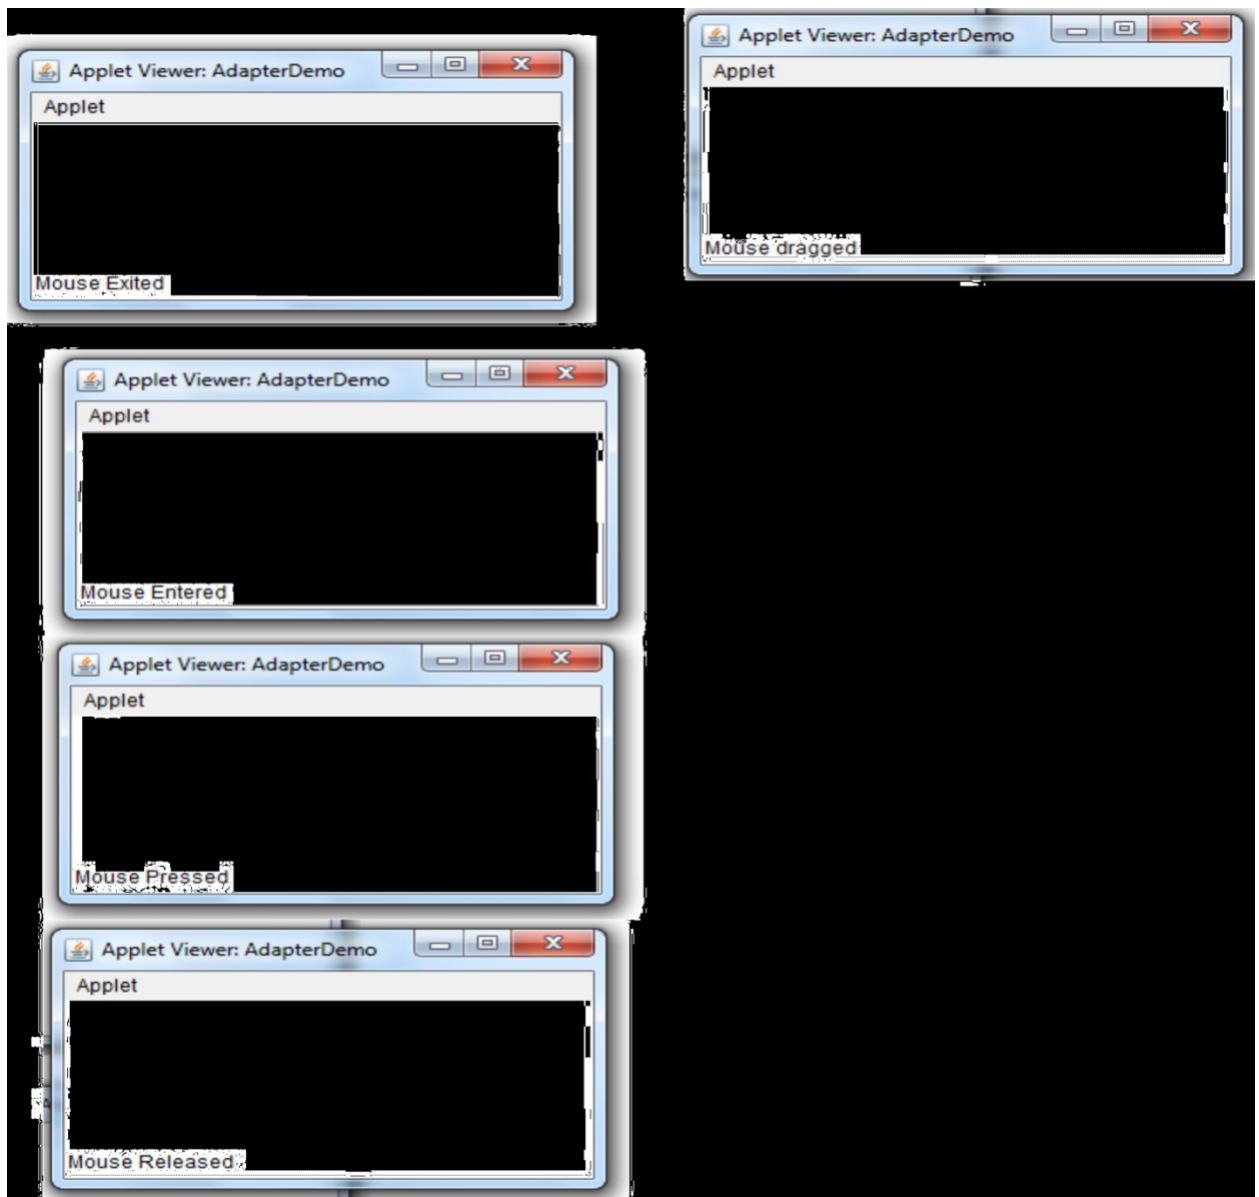 Applet Viewer: AdapterDemo
Applet
Mouse Exited
Applet Viewer: AdapterDemo
Applet
Mouse dragged
Applet Viewer: AdapterDemo
Applet
Mouse Entered
Applet Viewer: AdapterDemo
Applet
Mouse Pressed
Applet Viewer: AdapterDemo
Applet
Mouse Released